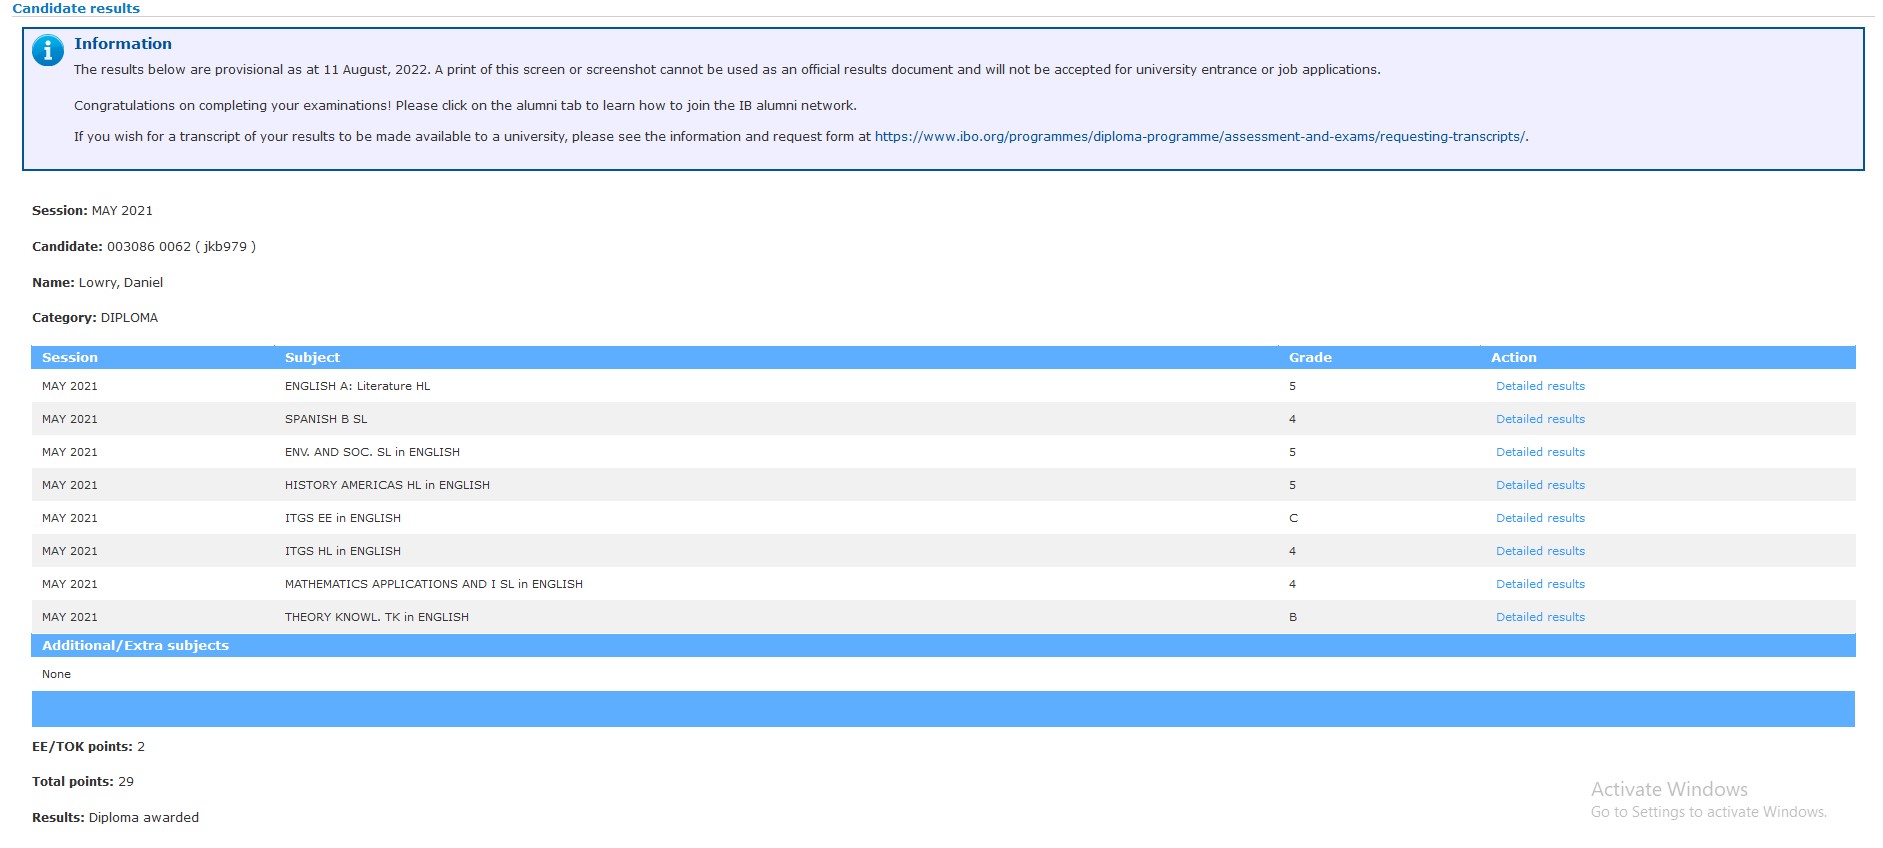 Candidate results
Information
The results below are provisional as at 11 August, 2022. A print of this screen or screenshot cannot be used as an official results document and will not be accepted for university entrance or job applications.
Congratulations on completing your examinations! Please click on the alumni tab to learn how to join the IB alumni network.
If you wish for a transcript of your results to be made available to a university, please see the information and request form at https://www.ibo.org/programmes/diploma-programme/assessment-and-exams/requesting-transcripts/.
Session: MAY 2021
Candidate: 003086 0062 ( jkb979 )
Name: Lowry, Daniel
Category: DIPLOMA
Session Subject Grade Action
MAY 2021 ENGLISH A: Literature HL 5 Detailed results
MAY 2021 SPANISH B SL 4 Detailed results
MAY 2021 ENV. AND SOC. SL in ENGLISH 5 Detailed results
MAY 2021 HISTORY AMERICAS HL in ENGLISH 5 Detailed results
MAY 2021 ITGS EE in ENGLISH C Detailed results
MAY 2021 ITGS HL in ENGLISH 4 Detailed results
MAY 2021 MATHEMATICS APPLICATIONS AND I SL in ENGLISH 4 Detailed results
MAY 2021 THEORY KNOWL. TK in ENGLISH B Detailed results
Additional/Extra subjects
None
EE/TOK points: 2
Total points: 29
Results: Diploma awarded
Activate Windows
Go to Settings to activate Windows.